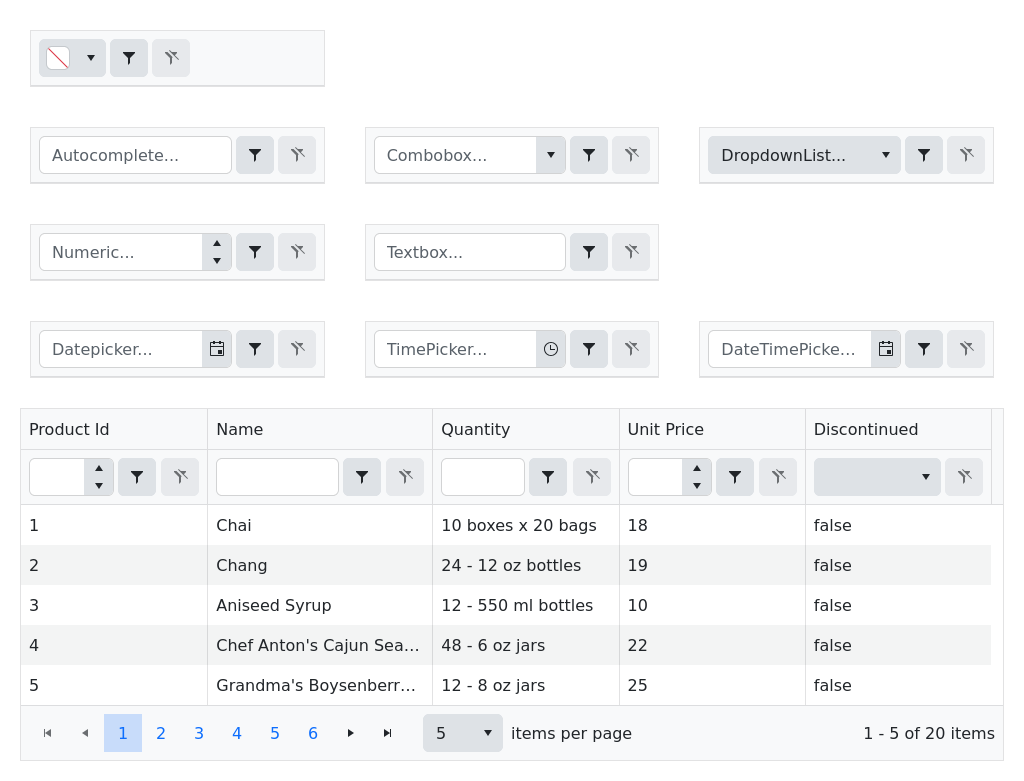 Autocomplete... Combobox... DropdownList...
Numeric... Textbox...
Datepicker... TimePicker... DateTimePicke...
Product Id Name Quantity Unit Price Discontinued
1 Chai 10 boxes x 20 bags 18 false
2 Chang 24 - 12 oz bottles 19 false
3 Aniseed Syrup 12 - 550 ml bottles 10 false
4 Chef Anton's Cajun Sea... 48 - 6 oz jars 22 false
5 Grandma's Boysenberr... 12 - 8 oz jars 25 false
1 2 3 4 5 6 5 items per page 1 - 5 of 20 items